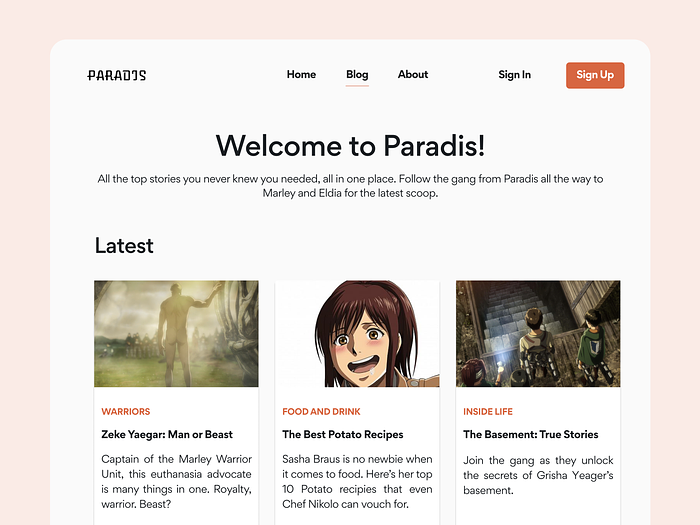 PARADIS
Home Blog About Sign In Sign Up
Welcome to Paradis!
All the top stories you never knew you needed, all in one place. Follow the gang from Paradis all the way to
Marley and Eldia for the latest scoop.
Latest
WARRIORS
Zeke Yaegar: Man or Beast
Captain of the Marley Warrior
Unit, this euthanasia advocate
is many things in one. Royalty,
warrior. Beast?
FOOD AND DRINK
The Best Potato Recipes
Sasha Braus is no newbie when
it comes to food. Here's her top
10 Potato recipies that even
Chef Nikolo can vouch for.
INSIDE LIFE
The Basement: True Stories
Join the gang as they unlock
the secrets of Grisha Yeager's
basement.